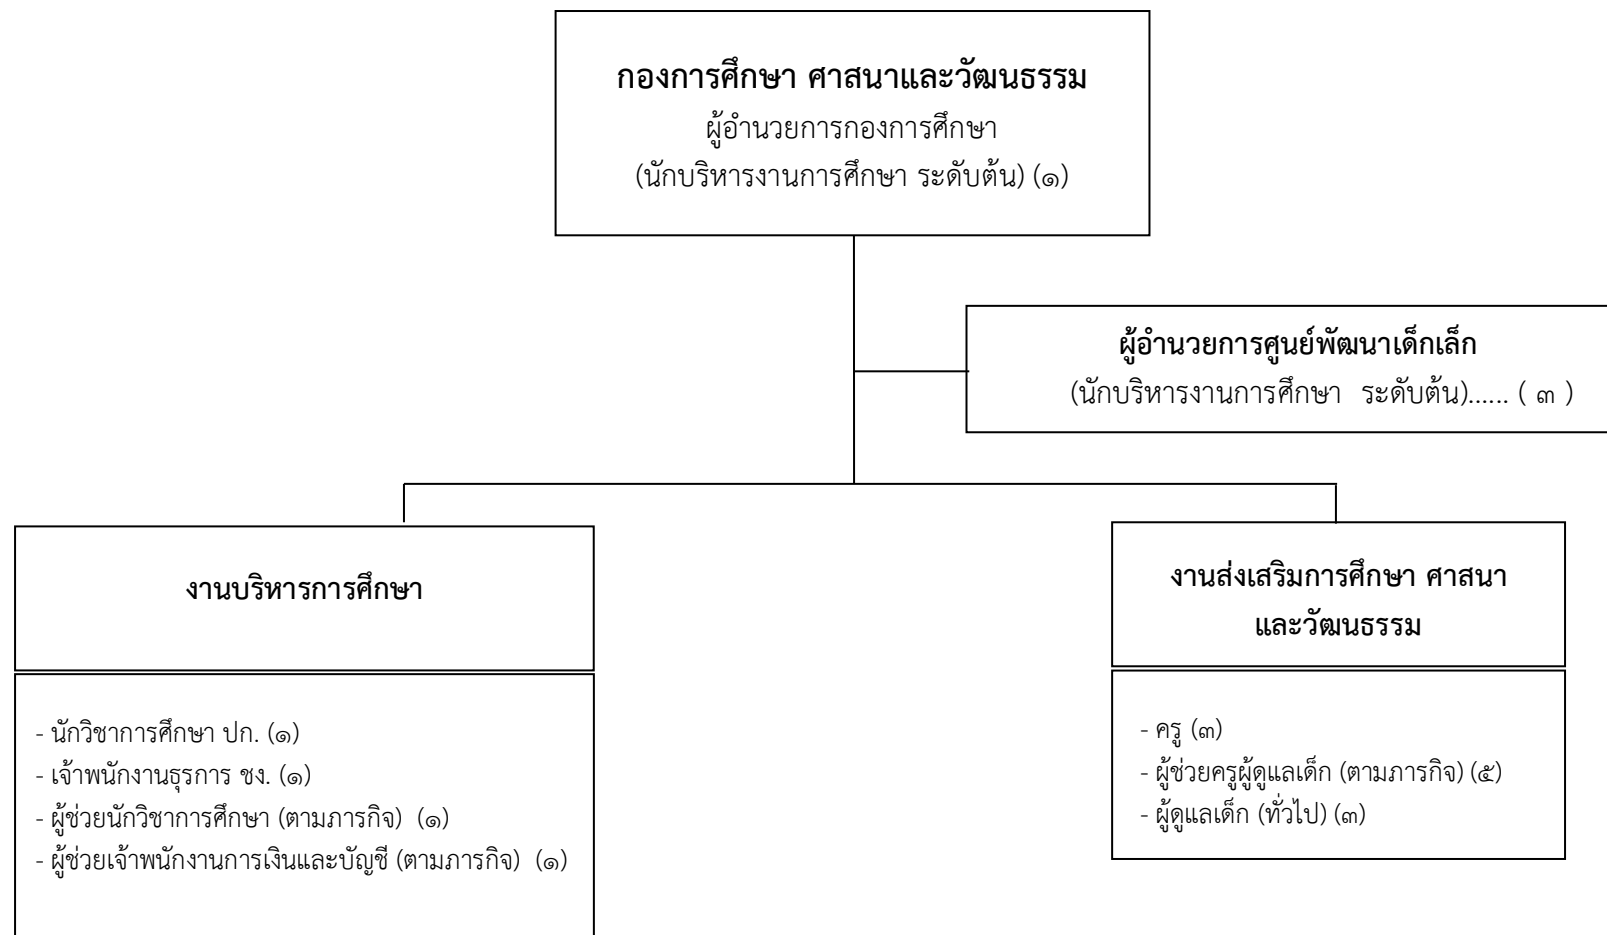 กองการศึกษา ศาสนาและวัฒนธรรม
ผู้อำนวยการกองการศึกษา
(นักบริหารงานการศึกษา ระดับต้น) (๑)
ผู้อำนวยการศูนย์พัฒนาเด็กเล็ก
(นักบริหารงานการศึกษา ระดับต้น)...... ( ๓ )
งานบริหารการศึกษา
- นักวิชาการศึกษา ปก. (๑)
- เจ้าพนักงานธุรการ ชง. (๑)
- ผู้ช่วยนักวิชาการศึกษา (ตามภารกิจ) (๑)
- ผู้ช่วยเจ้าพนักงานการเงินและบัญชี (ตามภารกิจ) (๑)
งานส่งเสริมการศึกษา ศาสนา
และวัฒนธรรม
- ครู (๓)
- ผู้ช่วยครูผู้ดูแลเด็ก (ตามภารกิจ) (๕)
- ผู้ดูแลเด็ก (ทั่วไป) (๓)